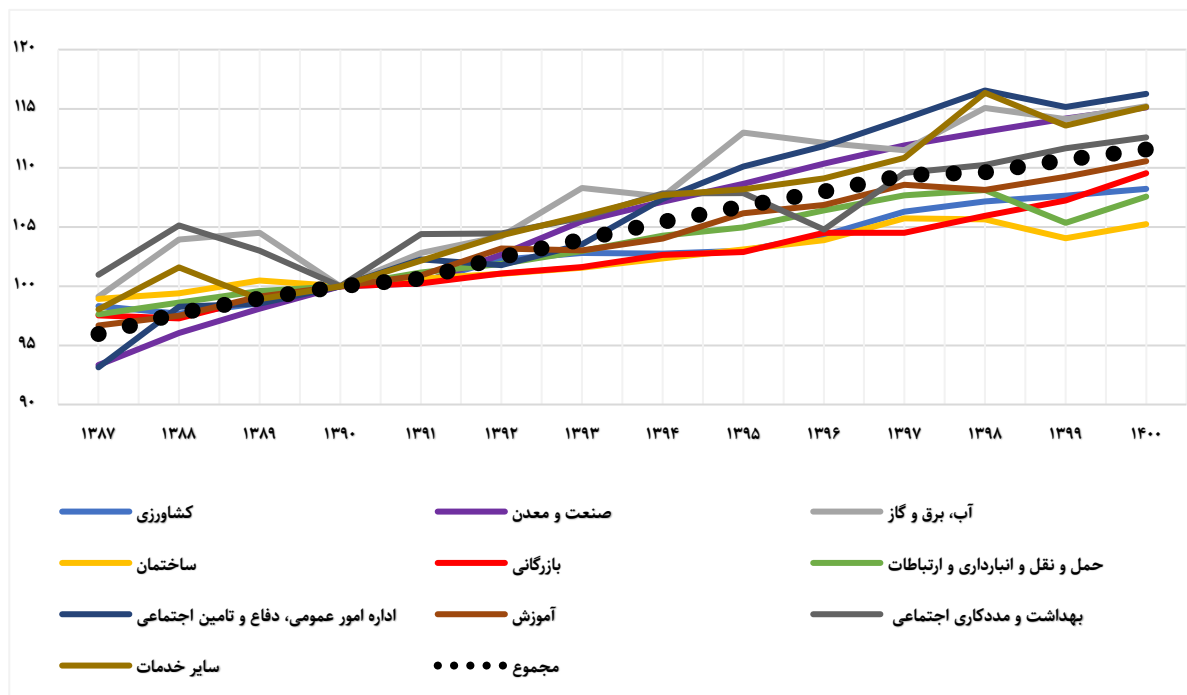 ۱۲۰
۱۱۵
۱۱۰
۱۰۵
۱۰۰
۹۵
۹۰
۱۳۸۷ ۱۳۸۸ ۱۳۸۹ ۱۳۹۰ ۱۳۹۱ ۱۳۹۲ ۱۳۹۳ ۱۳۹۴ ۱۳۹۵ ۱۳۹۶ ۱۳۹۷ ۱۳۹۸ ۱۳۹۹ ۱۴۰۰
کشاورزی صنعت و معدن آب، برق و گاز
ساختمان بازرگانی حمل و نقل و انبارداری و ارتباطات
اداره امور عمومی، دفاع و تامین اجتماعی آموزش بهداشت و مددکاری اجتماعی
سایر خدمات مجموع